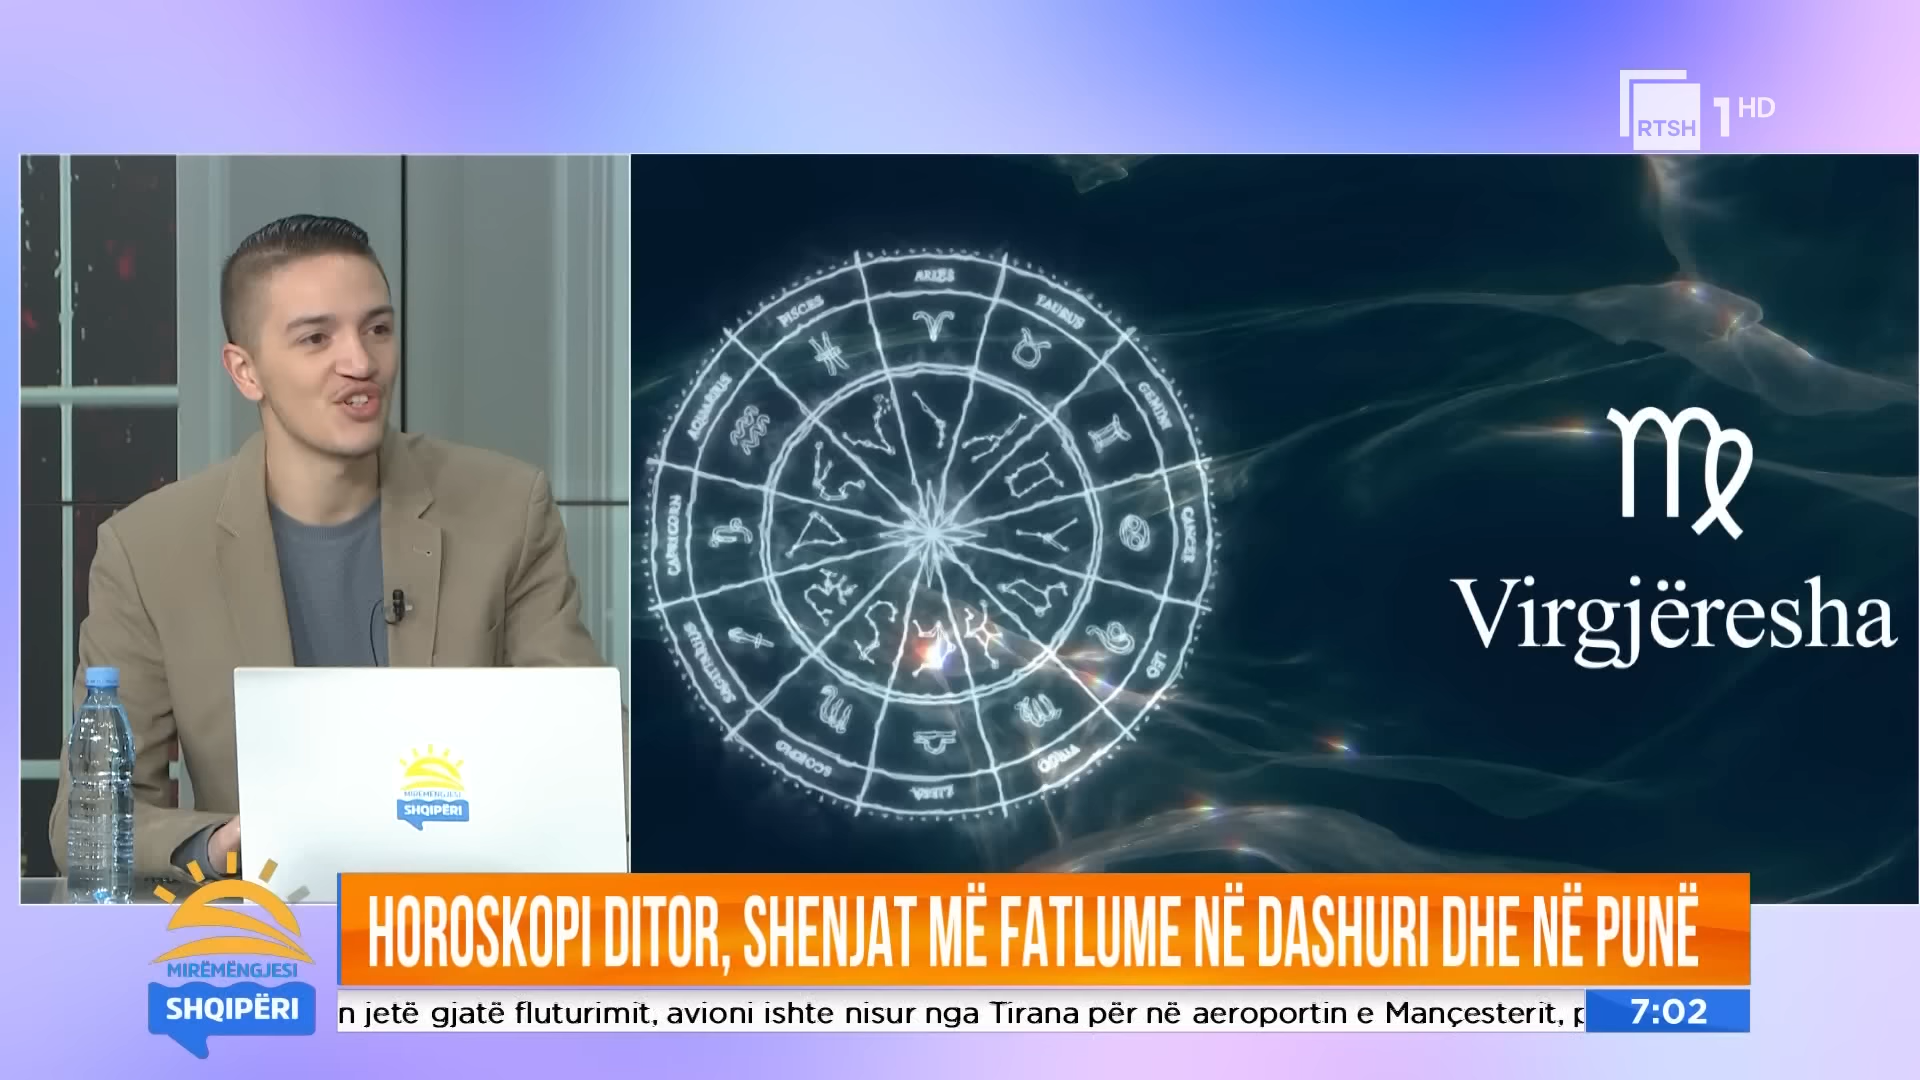 RTSH 1 HD
ARIES
TAURUS
GEMINI
CANCER
LEO
VIRGO
LIBRA
SCORPIO
SAGITTARIUS
CAPRICORN
AQUARIUS
PISCES
Virgjëresha
MIRËMËNGJESI
SHQIPËRI
HOROSKOPI DITOR, SHENJAT MË FATLUME NË DASHURI DHE NË PUNË
MIRËMËNGJESI
SHQIPËRI
n jetë gjatë fluturimit, avioni ishte nisur nga Tirana për në aeroportin e Mançesterit, p
7:02